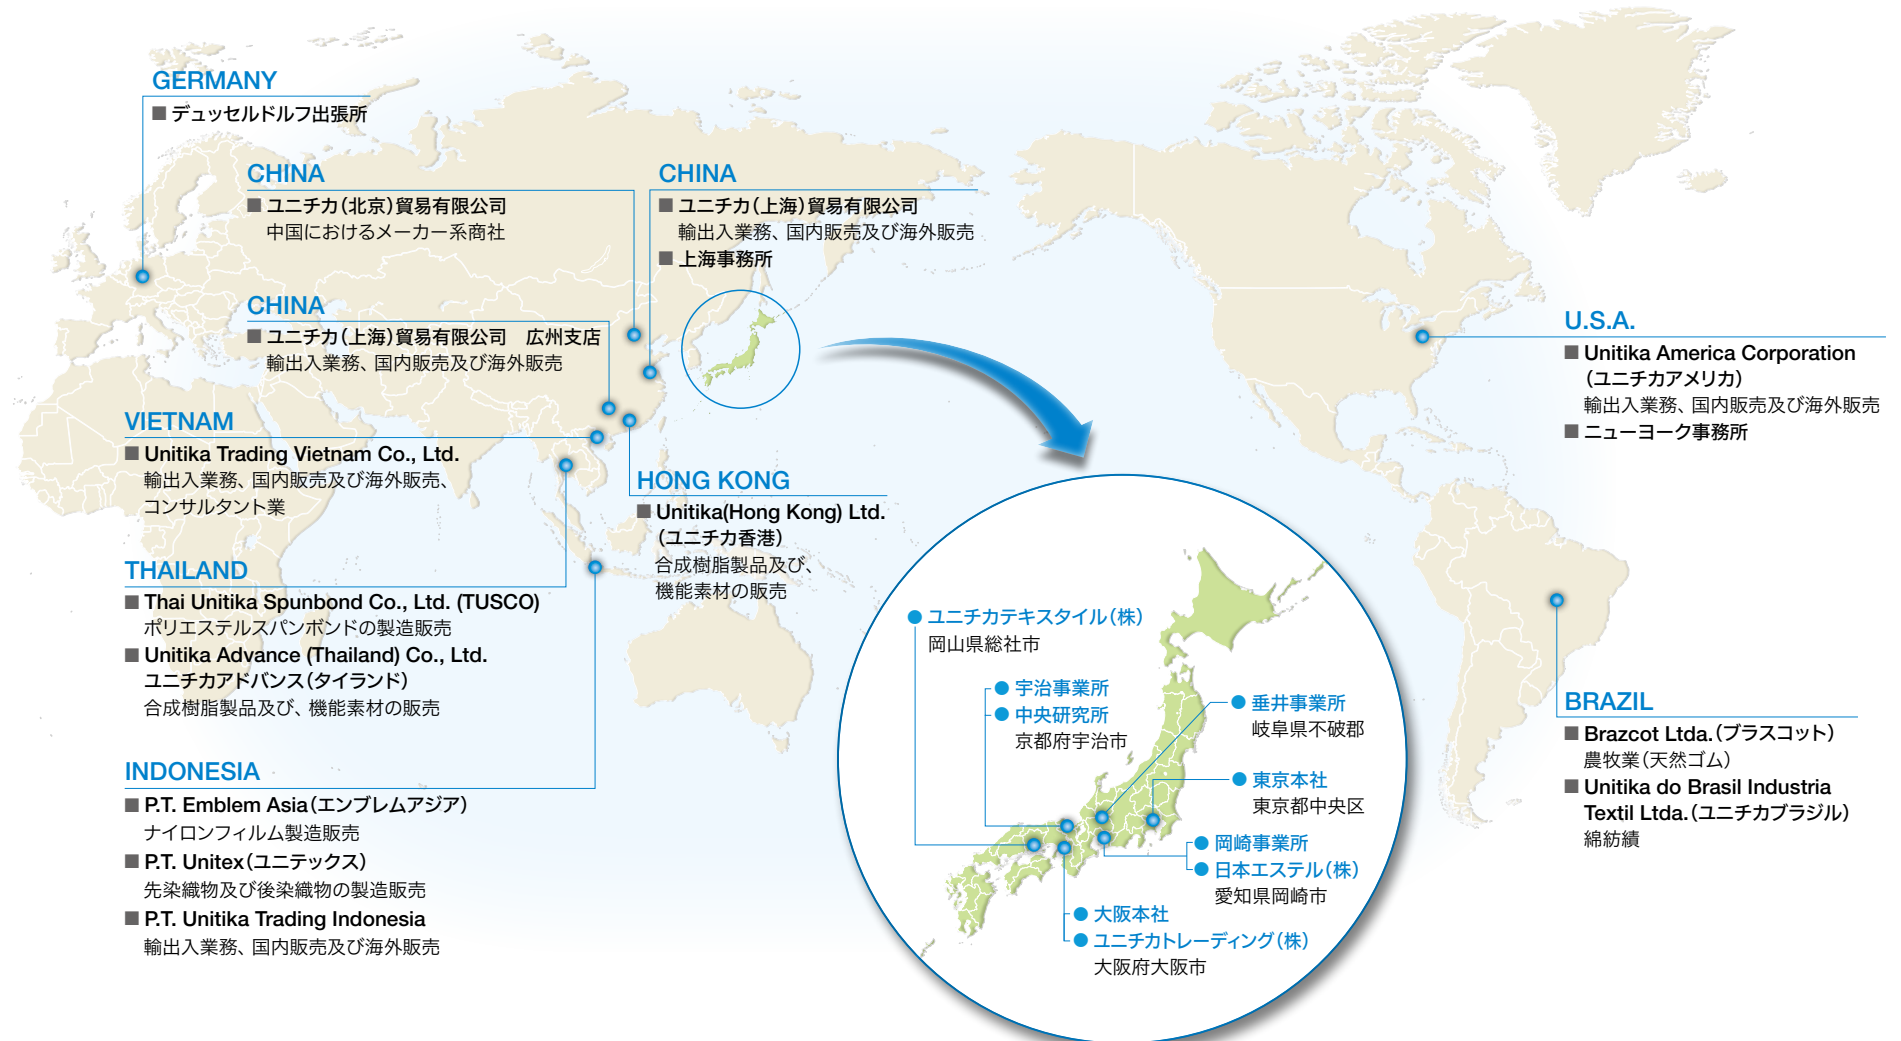 GERMANY
■ デュッセルドルフ出張所
CHINA
■ ユニチカ（北京）貿易有限公司
中国におけるメーカー系商社
CHINA
■ ユニチカ（上海）貿易有限公司
輸出入業務、国内販売及び海外販売
■ 上海事務所
CHINA
■ ユニチカ（上海）貿易有限公司　広州支店
輸出入業務、国内販売及び海外販売
VIETNAM
■ Unitika Trading Vietnam Co., Ltd.
輸出入業務、国内販売及び海外販売、
コンサルタント業
HONG KONG
■ Unitika(Hong Kong) Ltd.
（ユニチカ香港）
合成樹脂製品及び、
機能素材の販売
THAILAND
■ Thai Unitika Spunbond Co., Ltd. (TUSCO)
ポリエステルスパンボンドの製造販売
■ Unitika Advance (Thailand) Co., Ltd.
ユニチカアドバンス（タイランド）
合成樹脂製品及び、機能素材の販売
INDONESIA
■ P.T. Emblem Asia（エンブレムアジア）
ナイロンフィルム製造販売
■ P.T. Unitex（ユニテックス）
先染織物及び後染織物の製造販売
■ P.T. Unitika Trading Indonesia
輸出入業務、国内販売及び海外販売
● ユニチカテキスタイル（株）
岡山県総社市
● 宇治事業所
● 中央研究所
京都府宇治市
● 垂井事業所
岐阜県不破郡
● 東京本社
東京都中央区
● 岡崎事業所
● 日本エステル（株）
愛知県岡崎市
● 大阪本社
● ユニチカトレーディング（株）
大阪府大阪市
U.S.A.
■ Unitika America Corporation
（ユニチカアメリカ）
輸出入業務、国内販売及び海外販売
■ ニューヨーク事務所
BRAZIL
■ Brazcot Ltda.（ブラスコット）
農牧業（天然ゴム）
■ Unitika do Brasil Industria
Textil Ltda.（ユニチカブラジル）
綿紡績